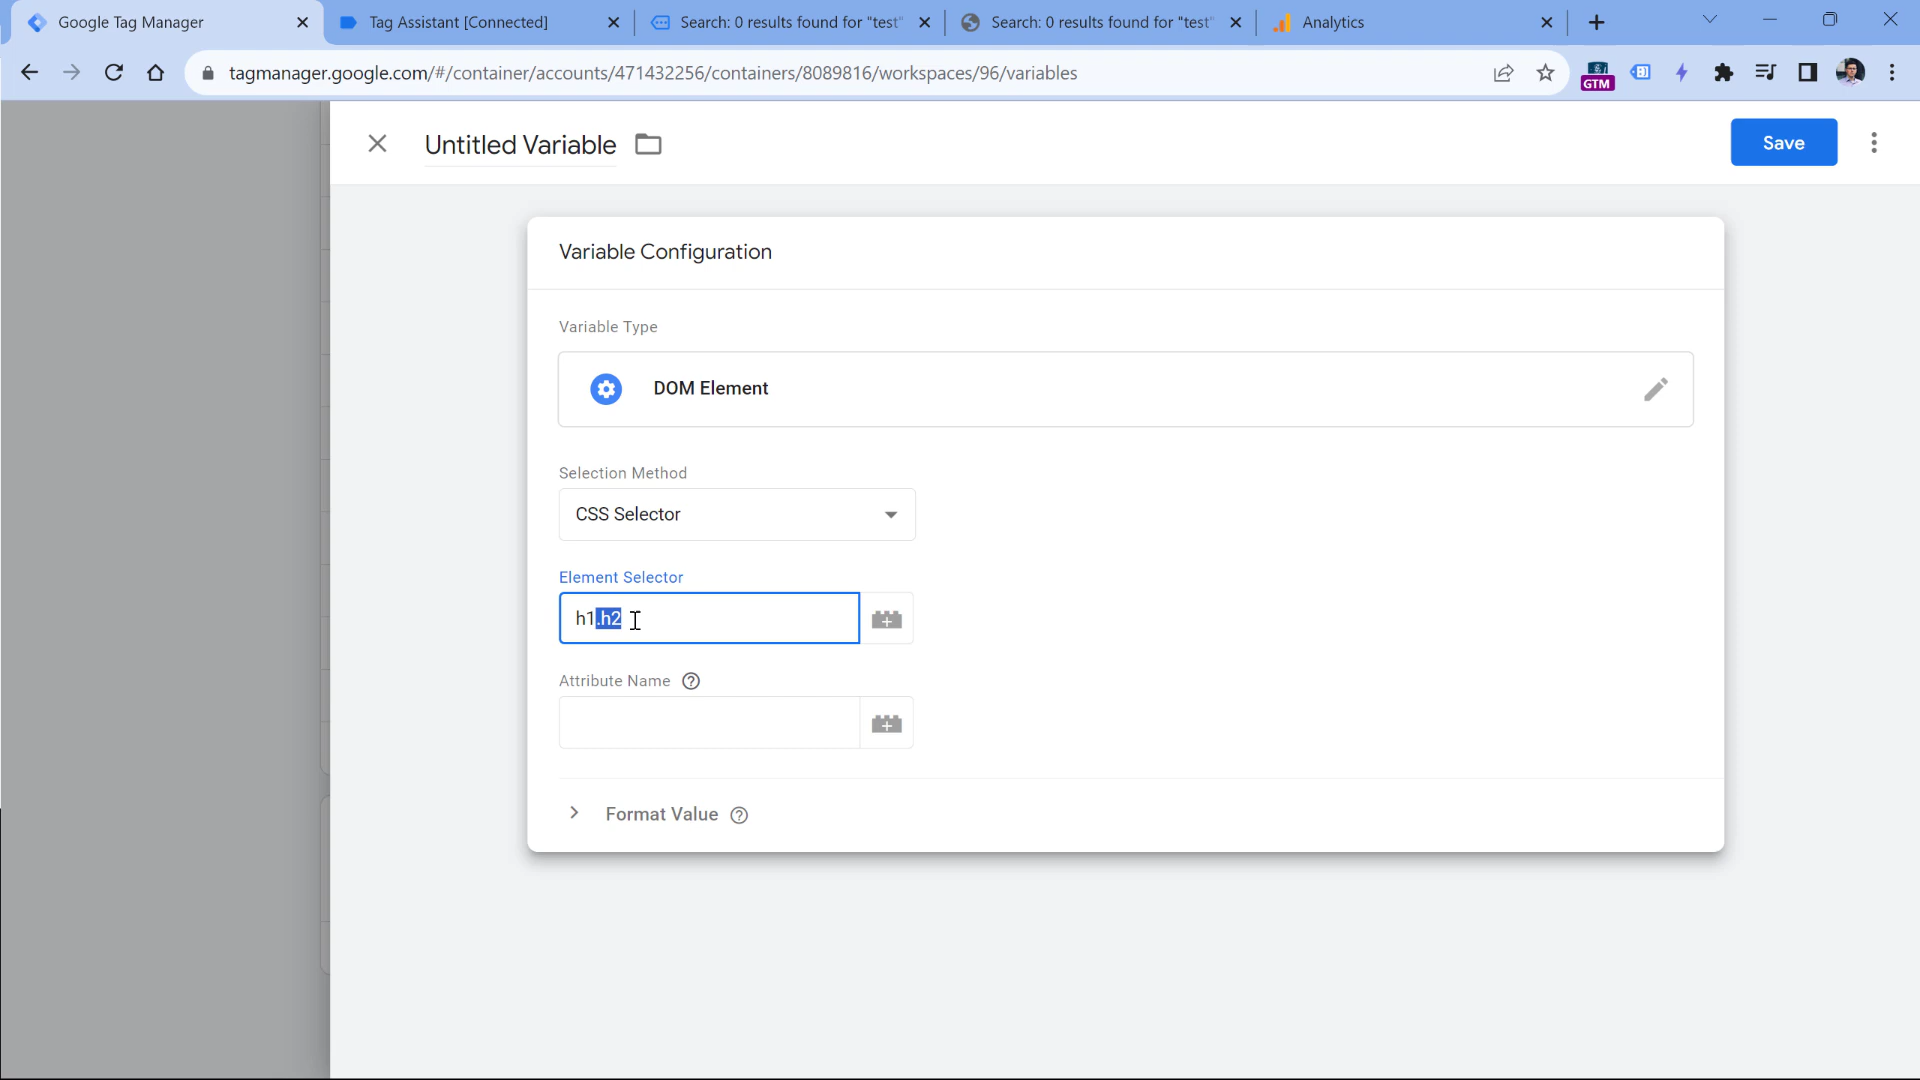 Google Tag Manager
Tag Assistant [Connected]
Search: 0 results found for "test"
Search: 0 results found for "test"
Analytics
tagmanager.google.com/#/container/accounts/471432256/containers/8089816/workspaces/96/variables
GTM
Untitled Variable
Save
Variable Configuration
Variable Type
DOM Element
Selection Method
CSS Selector
Element Selector
h1.h2
Attribute Name
Format Value